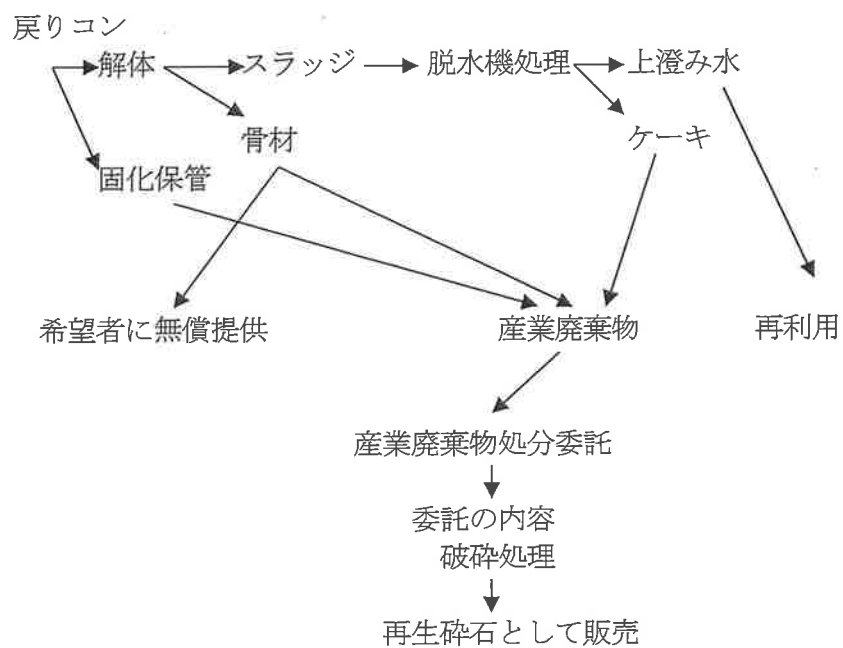 戻りコン
解体
スラッジ
脱水機処理
上澄み水
骨材
ケーキ
固化保管
希望者に無償提供
産業廃棄物
再利用
産業廃棄物処分委託
委託の内容
破砕処理
再生砕石として販売